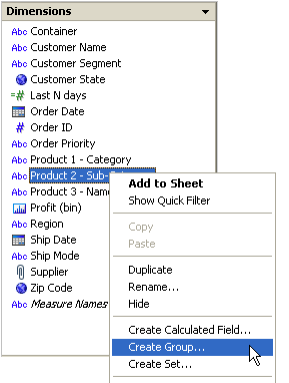 Dimensions
Abc Container
Abc Customer Name
Abc Customer Segment
Customer State
=# Last N days
Order Date
# Order ID
Abc Order Priority
Abc Product 1 - Category
Abc Product 2 - Sub-
Abc Product 3 - Nam
Profit (bin)
Abc Region
Ship Date
Abc Ship Mode
Supplier
Zip Code
Abc Measure Names
Add to Sheet
Show Quick Filter
Copy
Paste
Duplicate
Rename...
Hide
Create Calculated Field...
Create Group...
Create Set...